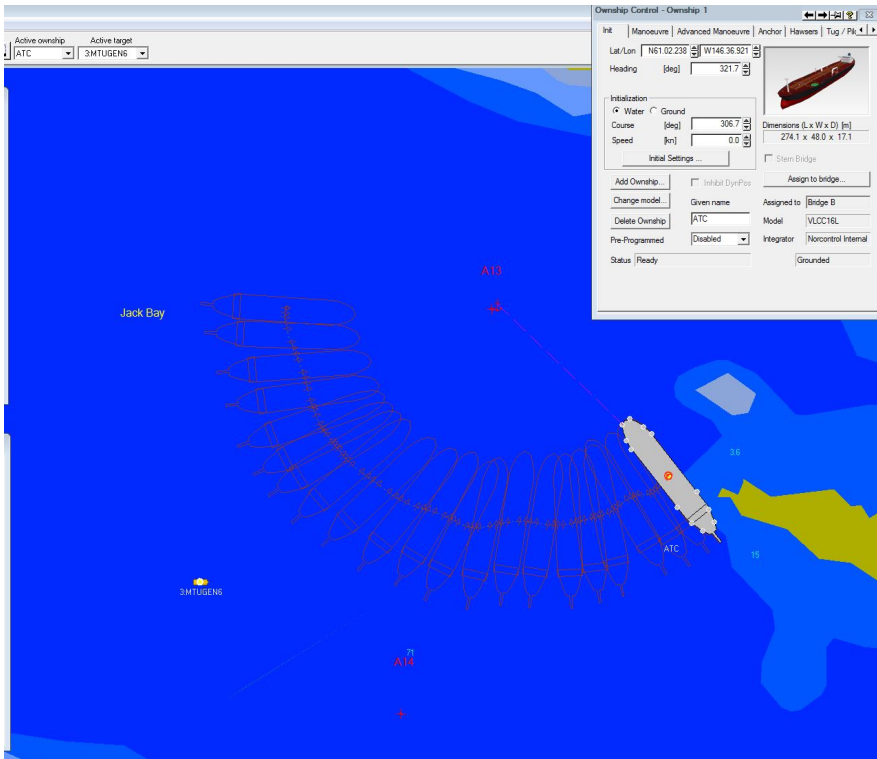 Ownship Control - Ownship 1
Active ownship Active target
ATC 3:MTUGEN6
Init Manoeuvre Advanced Manoeuvre Anchor Hawsers
Lat/Lon N61.02.238 W146.36.921
Heading [deg] 321.7
Initialization
Water Ground
Course [deg] 306.7
Speed [kn] 0.0
Initial Settings ...
Dimensions (L x W x D) [m]
274.1 x 48.0 x 17.1
Stern Bridge
Add Ownship... Inhibit DynPos Assign to bridge...
Change model... Given name Assigned to Bridge B
Delete Ownship ATC Model VLCC16L
Pre-Programmed Disabled Integrator Norcontrol Internal
Status Ready Grounded
A13
Jack Bay
3.6
ATC
15
3:MTUGEN6
71
A14